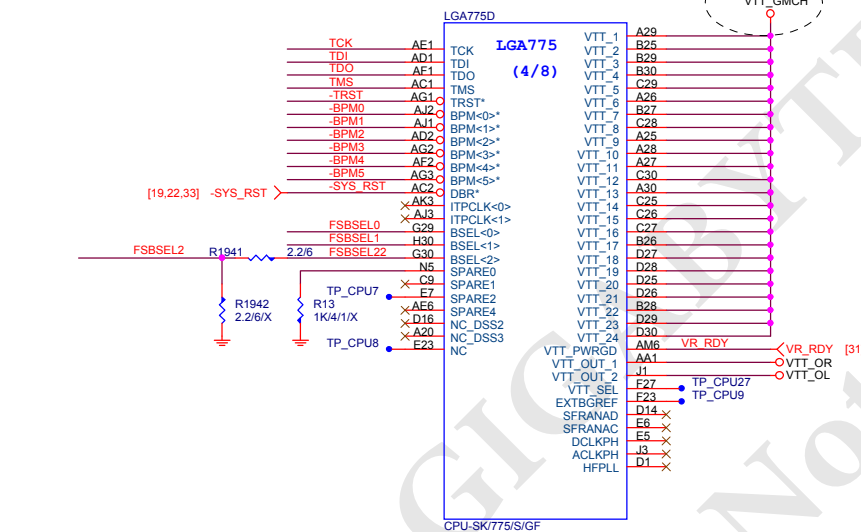 VTT_GMCH
LGA775D
LGA775
(4/8)
TCK AE1 TCK
TDI AD1 TDI
TDO AF1 TDO
TMS AC1 TMS
-TRST AG1 TRST*
-BPM0 AJ2 BPM<0>*
-BPM1 AJ1 BPM<1>*
-BPM2 AD2 BPM<2>*
-BPM3 AG2 BPM<3>*
-BPM4 AF2 BPM<4>*
-BPM5 AG3 BPM<5>*
[19,22,33] -SYS_RST -SYS_RST AC2 DBR*
AK3 ITPCLK<0>
AJ3 ITPCLK<1>
FSBSEL0 G29 BSEL<0>
FSBSEL1 H30 BSEL<1>
FSBSEL2 R1941 2.2/6 FSBSEL22 G30 BSEL<2>
N5 SPARE0
C9 SPARE1
TP_CPU7 E7 SPARE2
AE6 SPARE4
D16 NC_DSS2
A20 NC_DSS3
TP_CPU8 E23 NC
R1942
2.2/6/X
R13
1K/4/1/X
VTT_1 A29
VTT_2 B25
VTT_3 B29
VTT_4 B30
VTT_5 C29
VTT_6 A26
VTT_7 B27
VTT_8 C28
VTT_9 A25
VTT_10 A28
VTT_11 A27
VTT_12 C30
VTT_13 A30
VTT_14 C25
VTT_15 C26
VTT_16 C27
VTT_17 B26
VTT_18 D27
VTT_19 D28
VTT_20 D25
VTT_21 D26
VTT_22 B28
VTT_23 D29
VTT_24 D30
VTT_PWRGD AM6 VR_RDY VR_RDY [31
VTT_OUT_1 AA1 VTT_OR
VTT_OUT_2 J1 VTT_OL
VTT_SEL F27 TP_CPU27
EXTBGREF F23 TP_CPU9
SFRANAD D14
SFRANAC E6
DCLKPH E5
ACLKPH J3
HFPLL D1
CPU-SK/775/S/GF
GIGABYTE
Not